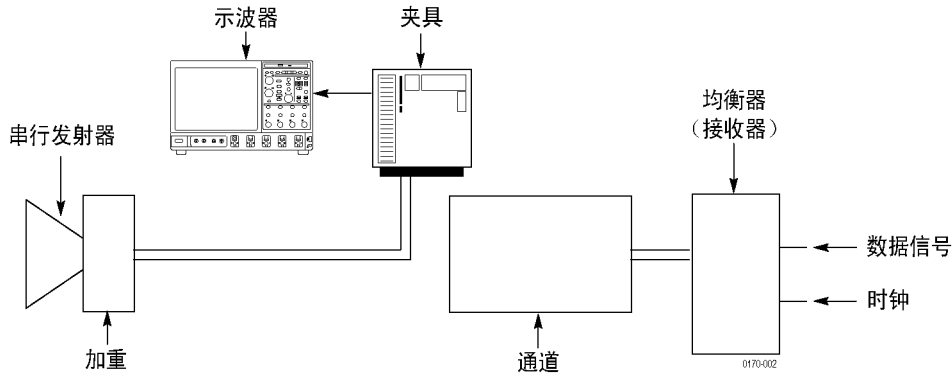 示波器
夹具
串行发射器
均衡器
（接收器）
数据信号
时钟
加重
通道
0170-002